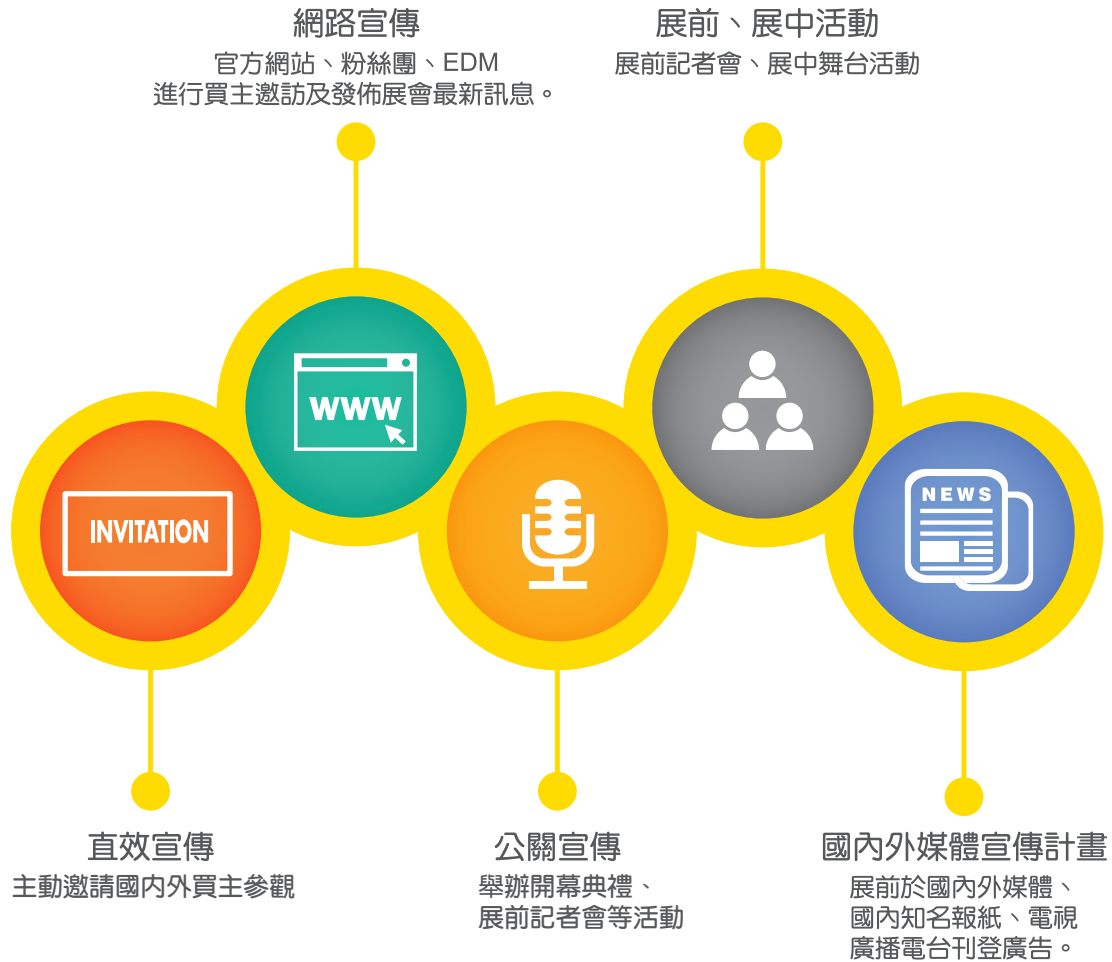 網路宣傳
官方網站、粉絲團、EDM
進行買主邀訪及發佈展會最新訊息。
展前、展中活動
展前記者會、展中舞台活動
INVITATION
WWW
NEWS
直效宣傳
主動邀請國內外買主參觀
公關宣傳
舉辦開幕典禮、
展前記者會等活動
國內外媒體宣傳計畫
展前於國內外媒體、
國內知名報紙、電視
廣播電台刊登廣告。